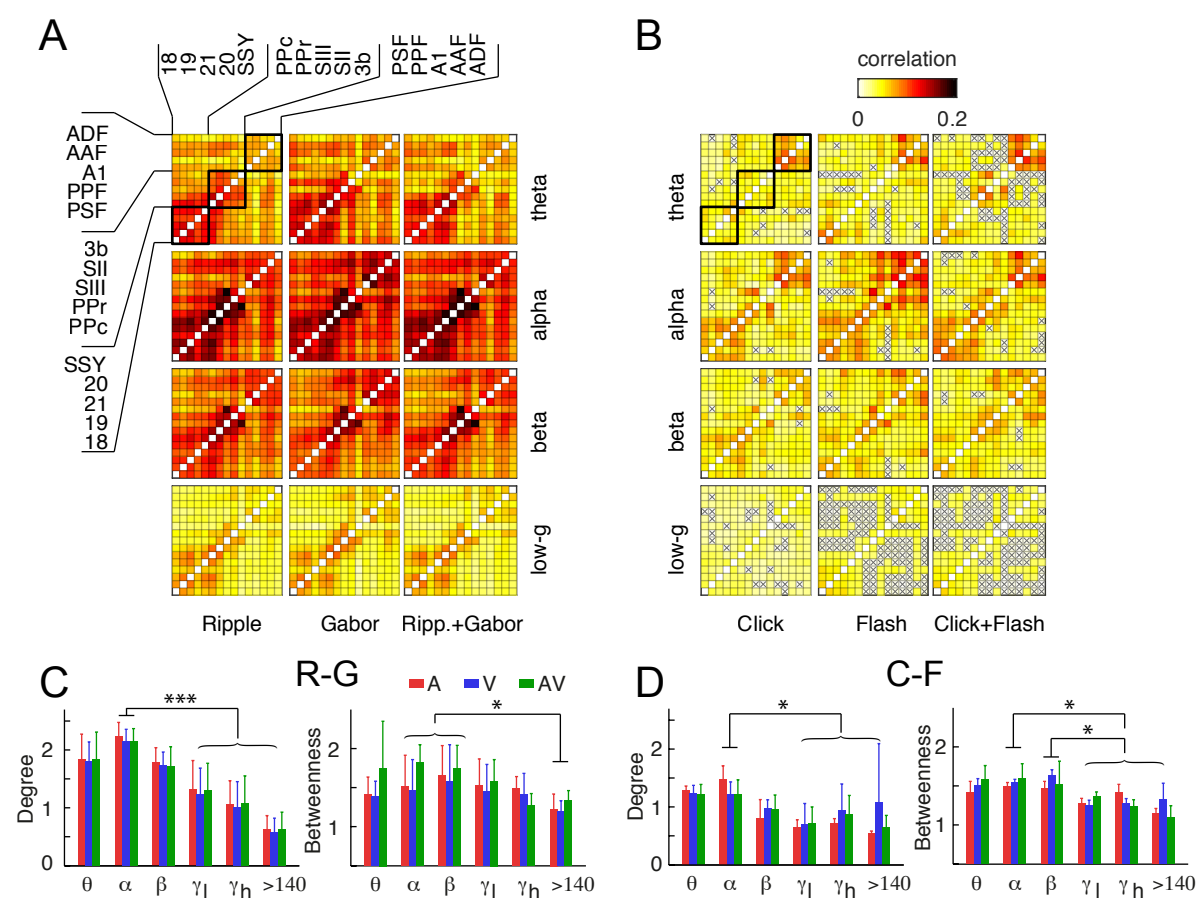 A
B
18 19 21 20 SSY PPc PPr SIII SII 3b PSF PPF A1 AAF ADF
correlation
0 0.2
ADF
AAF
A1
PPF
PSF
3b
SII
SIII
PPr
PPc
SSY
20
21
19
18
theta
alpha
beta
low-g
theta
alpha
beta
low-g
Ripple Gabor Ripp.+Gabor
Click Flash Click+Flash
C R-G
A V AV
D C-F
***
*
*
*
*
Degree
2
1
0
θ α β γl γh >140
Betweenness
2
1
θ α β γl γh >140
Degree
2
1
0
θ α β γl γh >140
Betweenness
2
1
θ α β γl γh >140